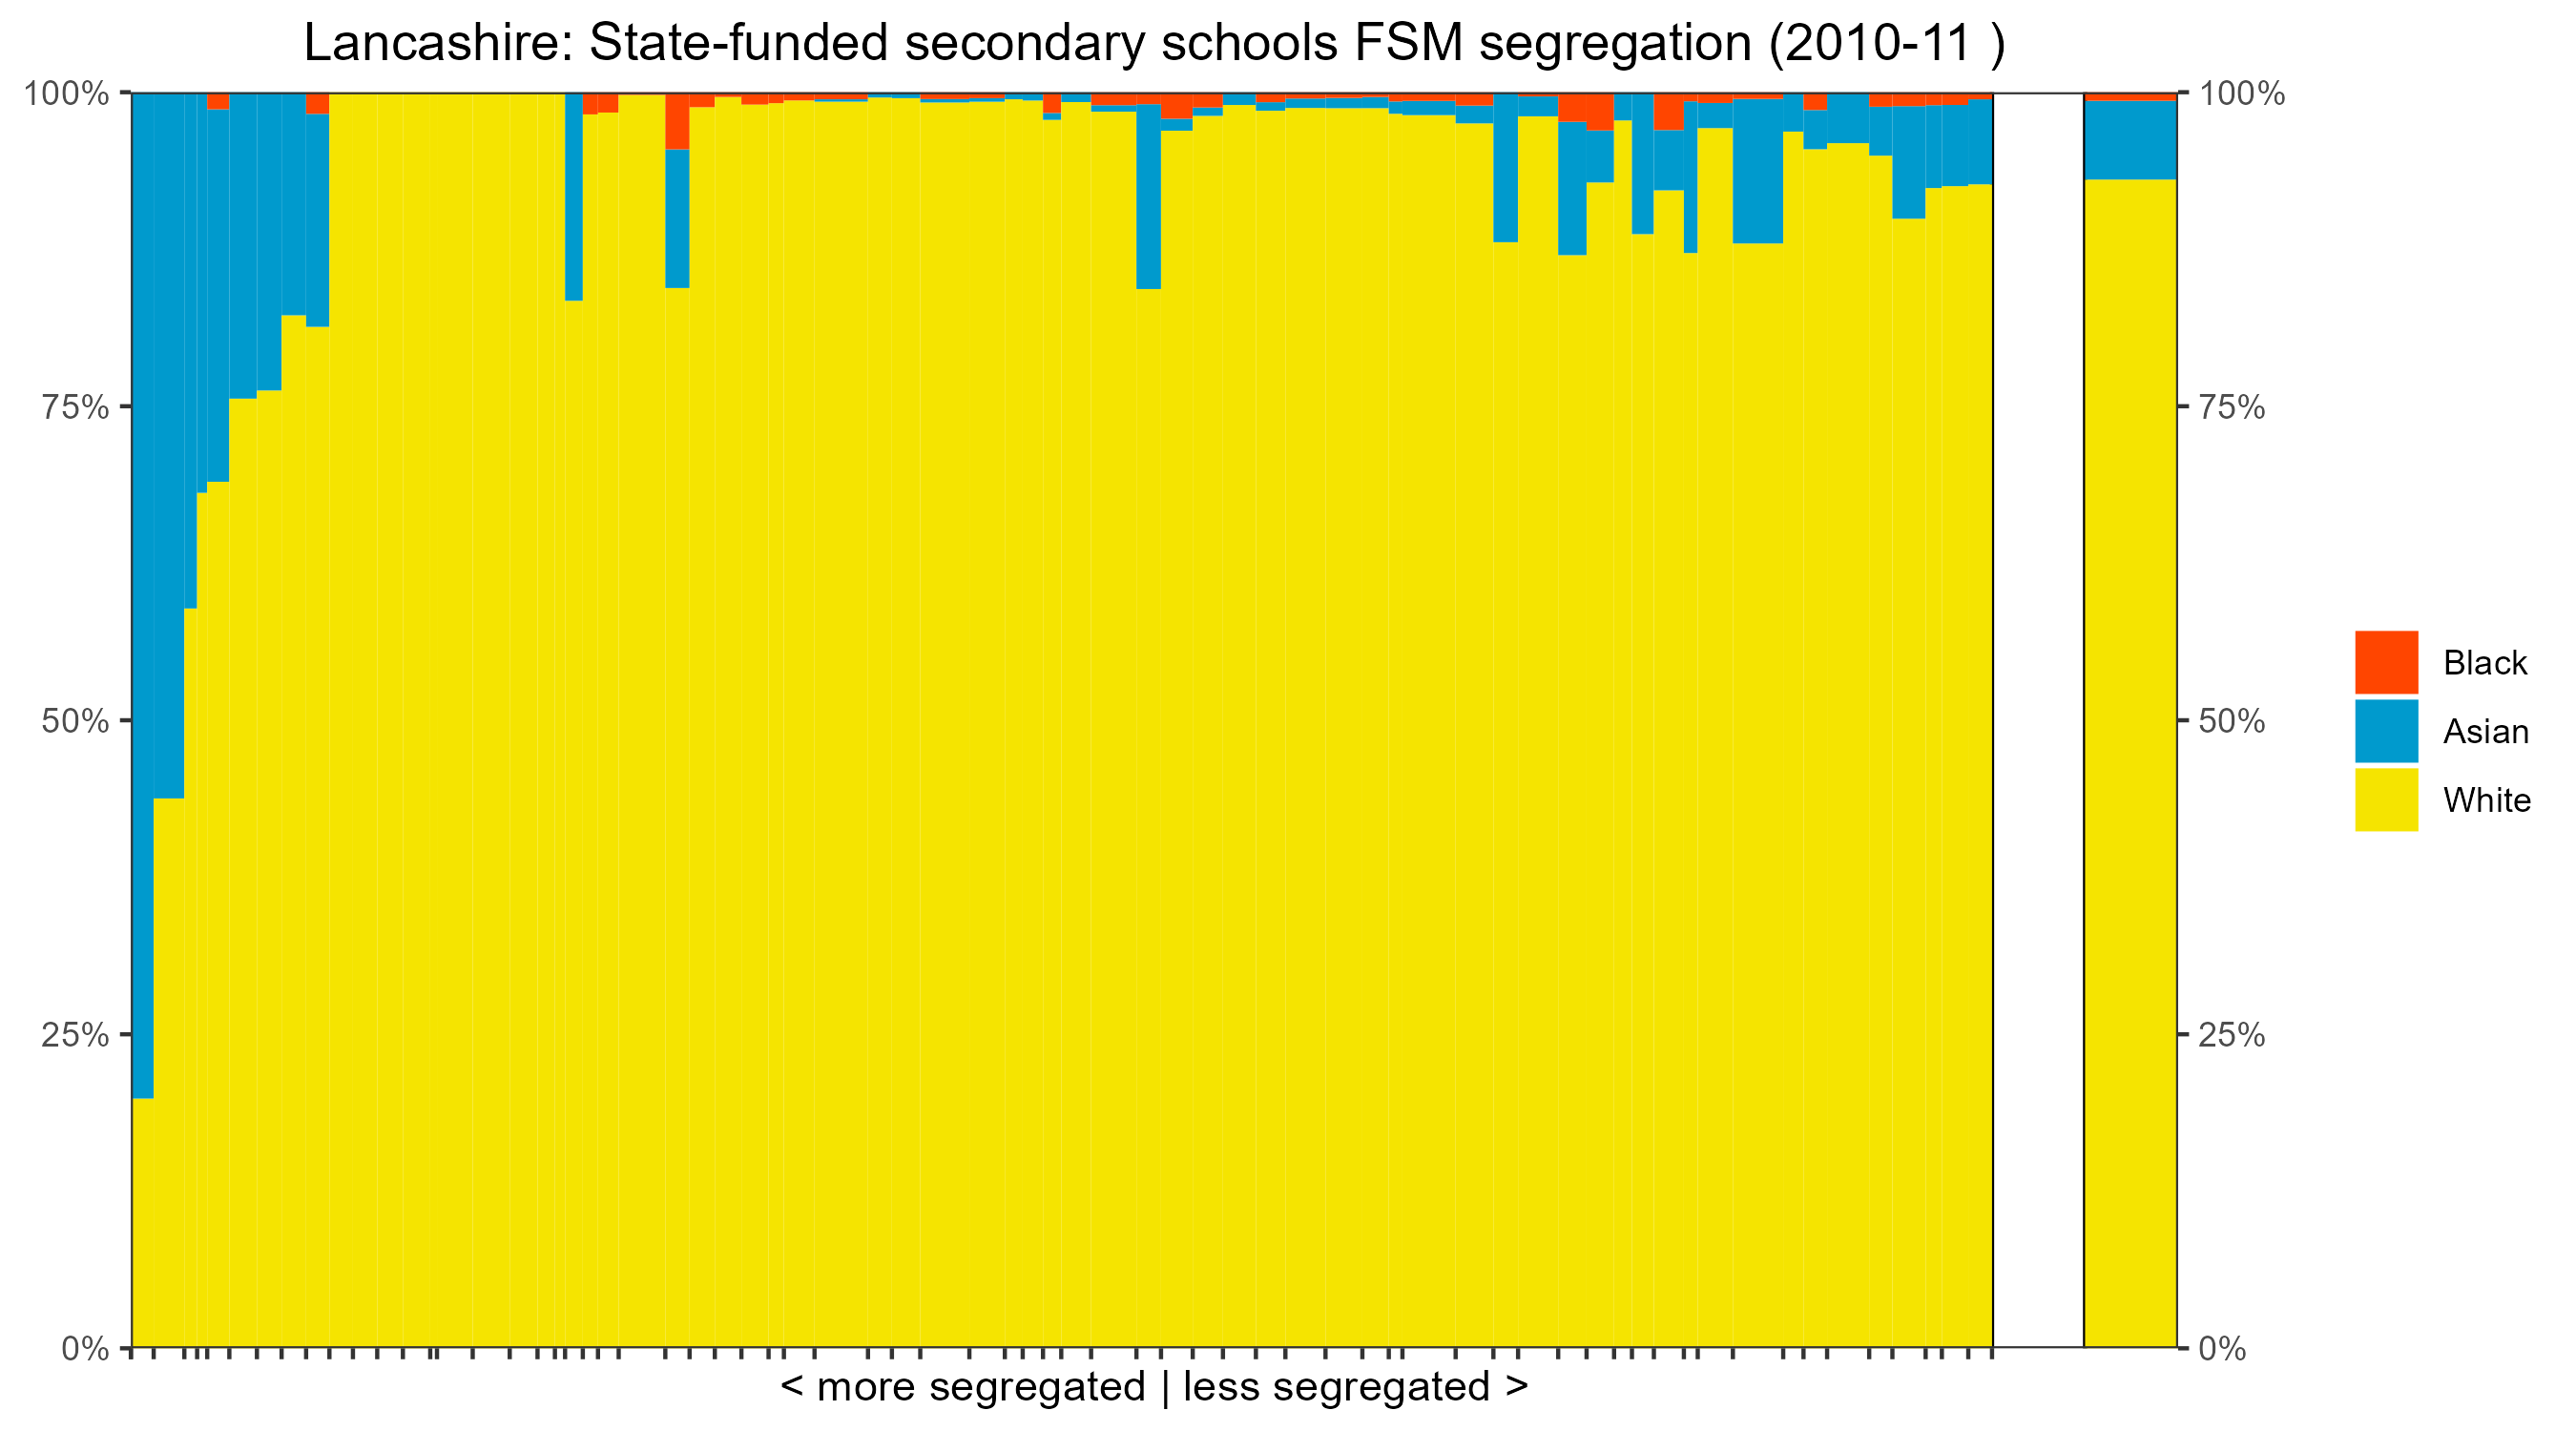 Lancashire: State-funded secondary schools FSM segregation (2010-11 )
100%
75%
50%
25%
0%
100%
75%
50%
25%
0%
Black
Asian
White
< more segregated | less segregated >